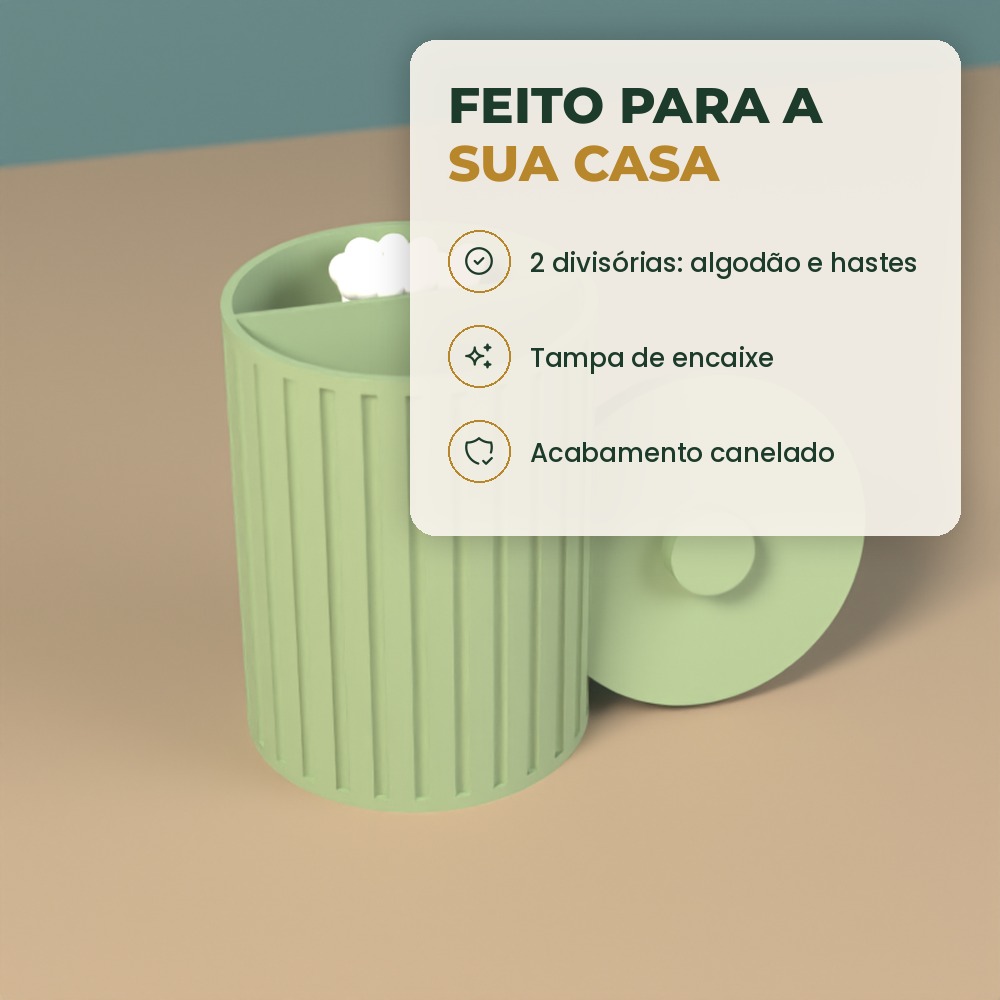 FEITO PARA A
SUA CASA
2 divisórias: algodão e hastes
Tampa de encaixe
Acabamento canelado